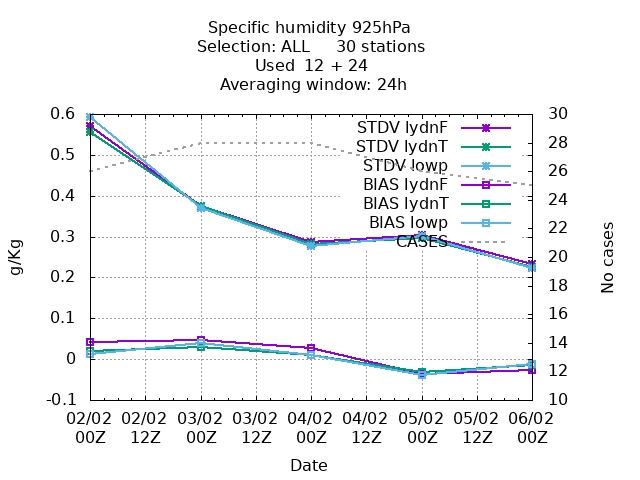 Specific humidity 925hPa
Selection: ALL 30 stations
Used 12 + 24
Averaging window: 24h
0.6
0.5
0.4
0.3
0.2
0.1
0
-0.1
g/Kg
30
28
26
24
22
20
18
16
14
12
10
No cases
STDV lydnF
STDV lydnT
STDV lowp
BIAS lydnF
BIAS lydnT
BIAS lowp
CASES
02/02 02/02 03/02 03/02 04/02 04/02 05/02 05/02 06/02
00Z 12Z 00Z 12Z 00Z 12Z 00Z 12Z 00Z
Date